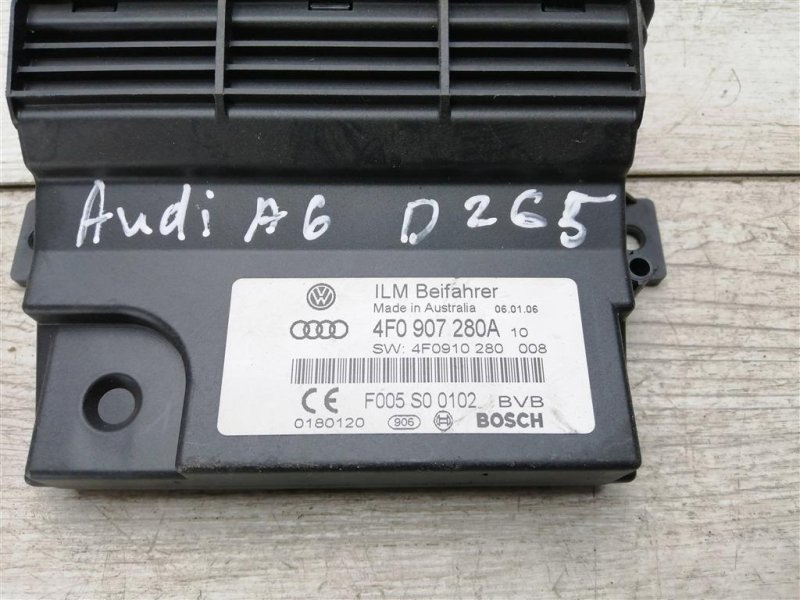 Audi A6 D265
ILM Beifahrer
Made in Australia 06.01.06
4F0 907 280A 10
SW: 4F0910 280 008
F005 S0 0102 BVB
CE
0180120 906 BOSCH